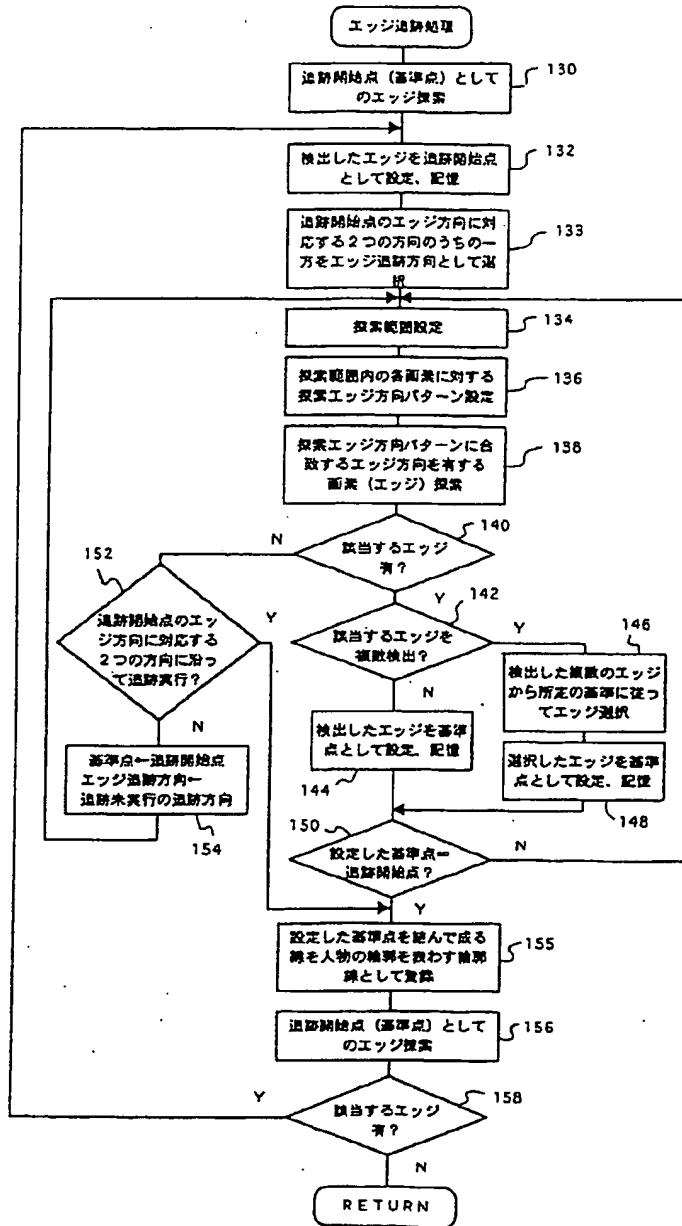 エッジ追跡処理
追跡開始点（基準点）として
のエッジ探索
130
検出したエッジを追跡開始点
として設定、記憶
132
追跡開始点のエッジ方向に対
応する2つの方向のうちの一
方をエッジ追跡方向として選
択
133
探索範囲設定
134
探索範囲内の各画素に対する
探索エッジ方向パターン設定
136
探索エッジ方向パターンに合
致するエッジ方向を有する
画素（エッジ）探索
138
該当するエッジ
有？
140
N
Y
152
追跡開始点のエッ
ジ方向に対応する
2つの方向に沿っ
て追跡実行？
Y
N
142
該当するエッジを
複数検出？
Y
N
146
検出した複数のエッジ
から所定の基準に従っ
てエッジ選択
検出したエッジを基準
点として設定、記憶
144
選択したエッジを基準
点として設定、記憶
148
基準点←追跡開始点
エッジ追跡方向←
追跡未実行の追跡方向
154
150
設定した基準点＝
追跡開始点？
N
Y
設定した基準点を結んで成る
線を人物の輪郭を表わす輪郭
線として登録
155
追跡開始点（基準点）として
のエッジ探索
156
該当するエッジ
有？
158
Y
N
RETURN